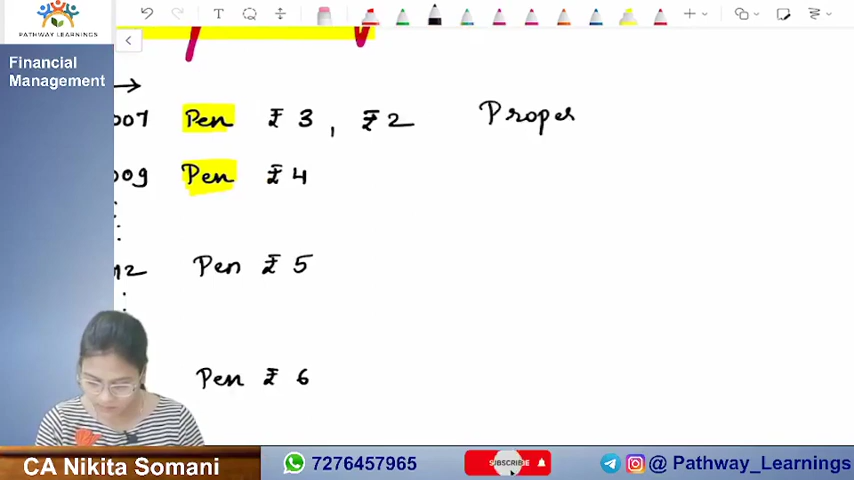 PATHWAY LEARNINGS
Financial
Management
007 Pen ₹ 3, ₹ 2 Proper
009 Pen ₹ 4
12 Pen ₹ 5
Pen ₹ 6
CA Nikita Somani
7276457965
SUBSCRIBE
@ Pathway_Learnings